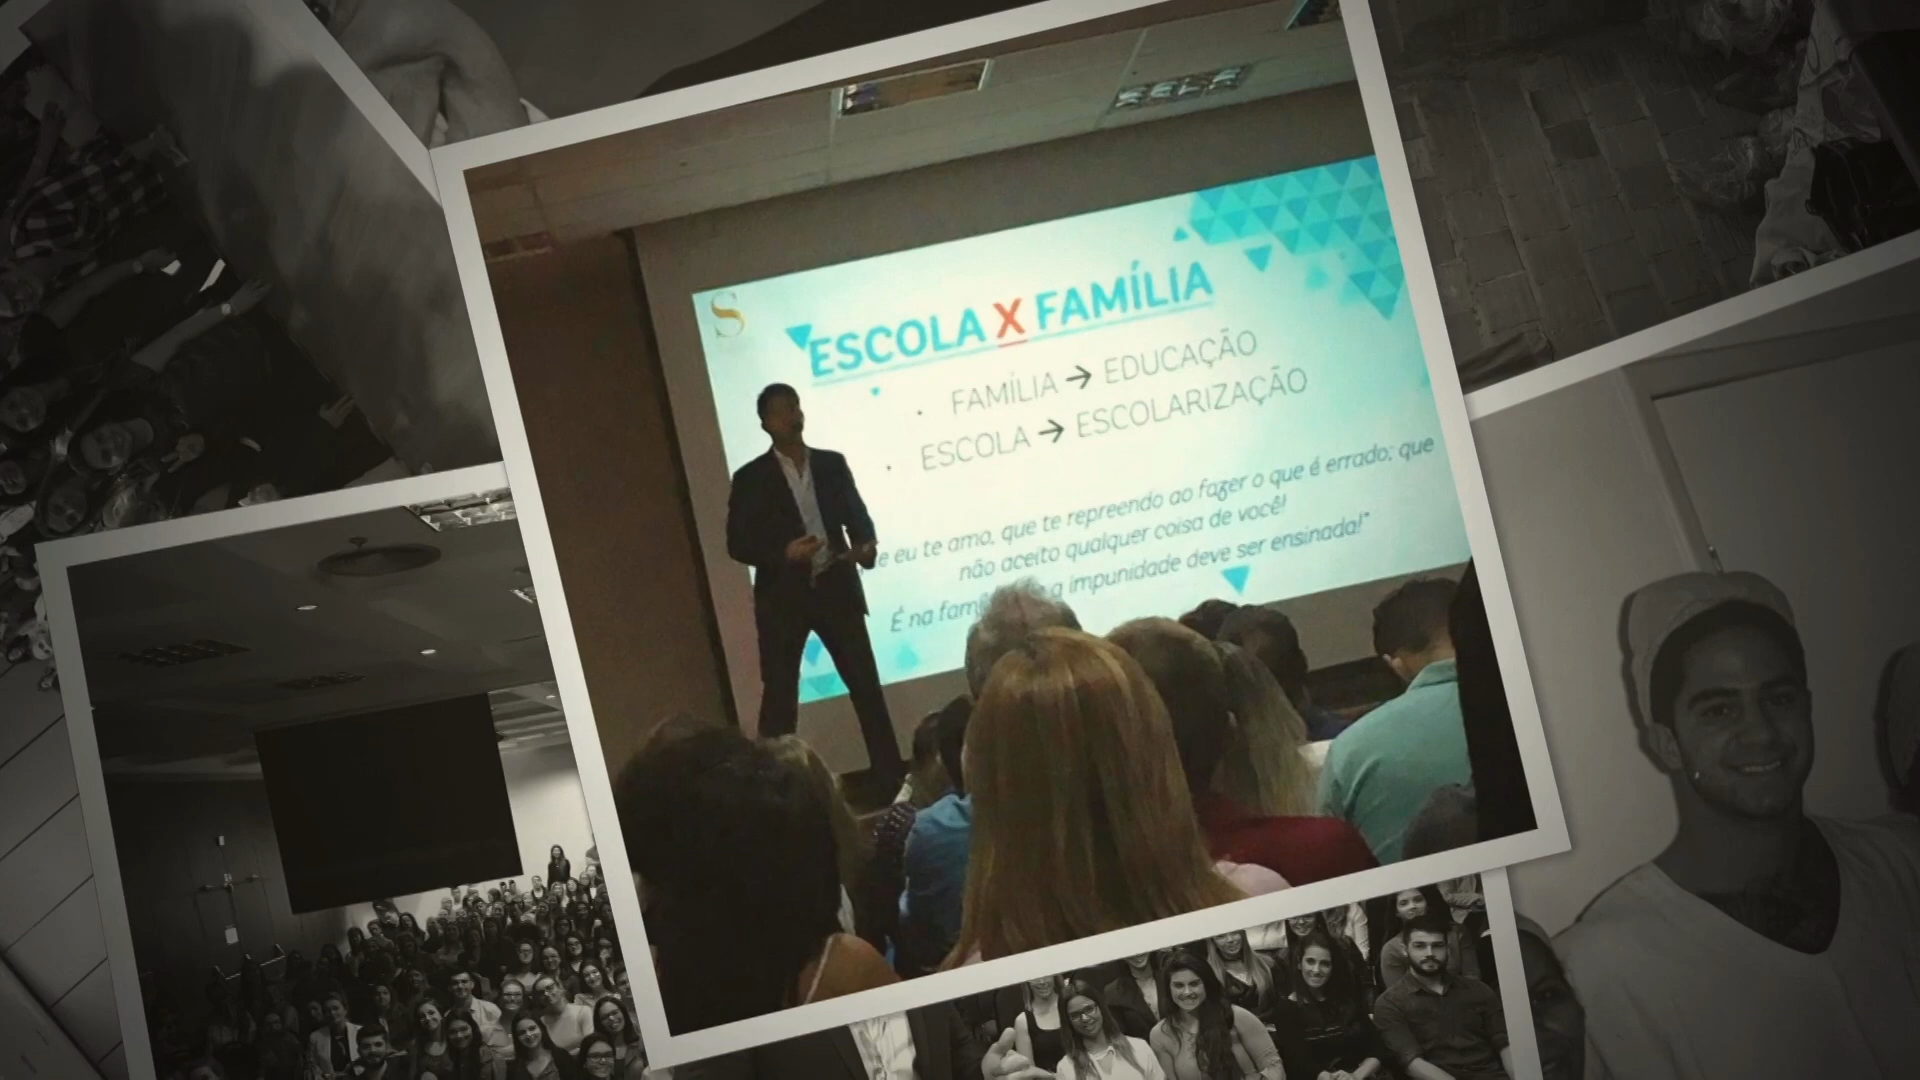 S
ESCOLA X FAMÍLIA
• FAMÍLIA → EDUCAÇÃO
• ESCOLA → ESCOLARIZAÇÃO
e eu te amo, que te repreendo ao fazer o que é errado; que
não aceito qualquer coisa de você!
É na fam a impunidade deve ser ensinada!"